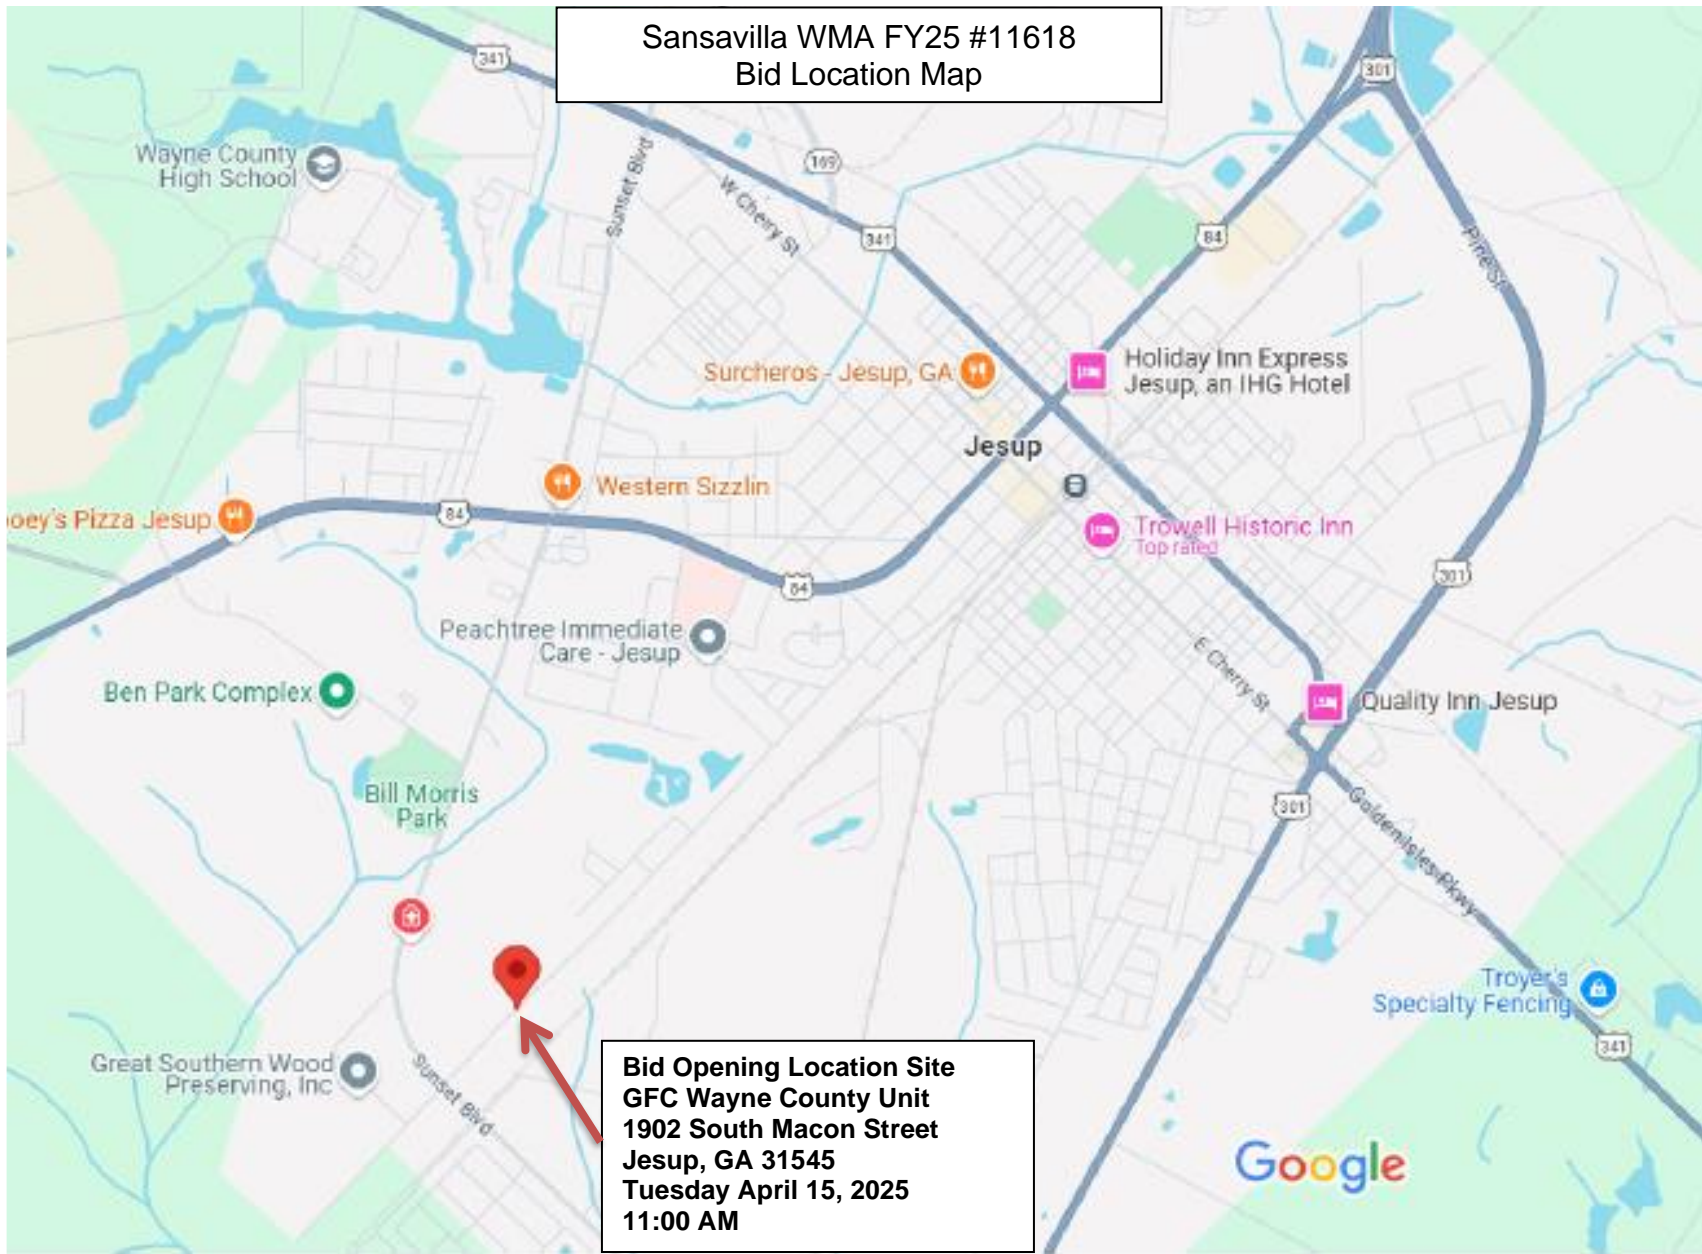 Sansavilla WMA FY25 #11618
Bid Location Map
341
301
Wayne County
High School
169
Sunset Blvd
W Cherry St
341
84
Pine St
Surcheros - Jesup, GA
Holiday Inn Express
Jesup, an IHG Hotel
Jesup
Western Sizzlin
84
oey's Pizza Jesup
Trowell Historic Inn
Top rated
84
301
Peachtree Immediate
Care - Jesup
E Cherry St
Ben Park Complex
Quality Inn Jesup
Bill Morris
Park
301
GoldenIsles Pkwy
Troyer's
Specialty Fencing
341
Great Southern Wood
Preserving, Inc
Sunset Blvd
Bid Opening Location Site
GFC Wayne County Unit
1902 South Macon Street
Jesup, GA 31545
Tuesday April 15, 2025
11:00 AM
Google